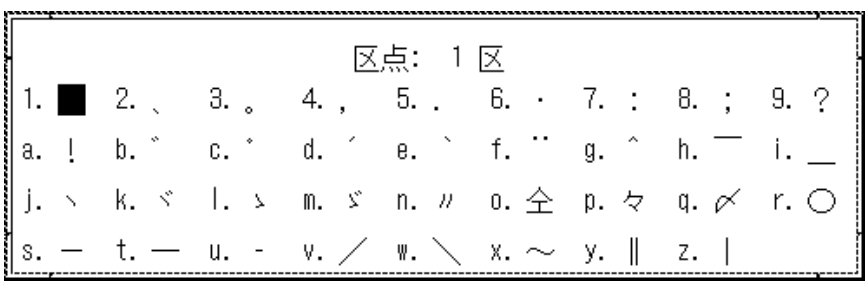 区点: 1 区
1. ■ 2. 、 3. 。 4. , 5. . 6. ・ 7. : 8. ; 9. ?
a. ! b. ゛ c. ゜ d. ´ e. ` f. ¨ g. ^ h. ￣ i. _
j. ヽ k. ヾ l. ゝ m. ゞ n. 〃 o. 仝 p. 々 q. 〆 r. 〇
s. ー t. ― u. ‐ v. / w. \ x. ~ y. ∥ z. |